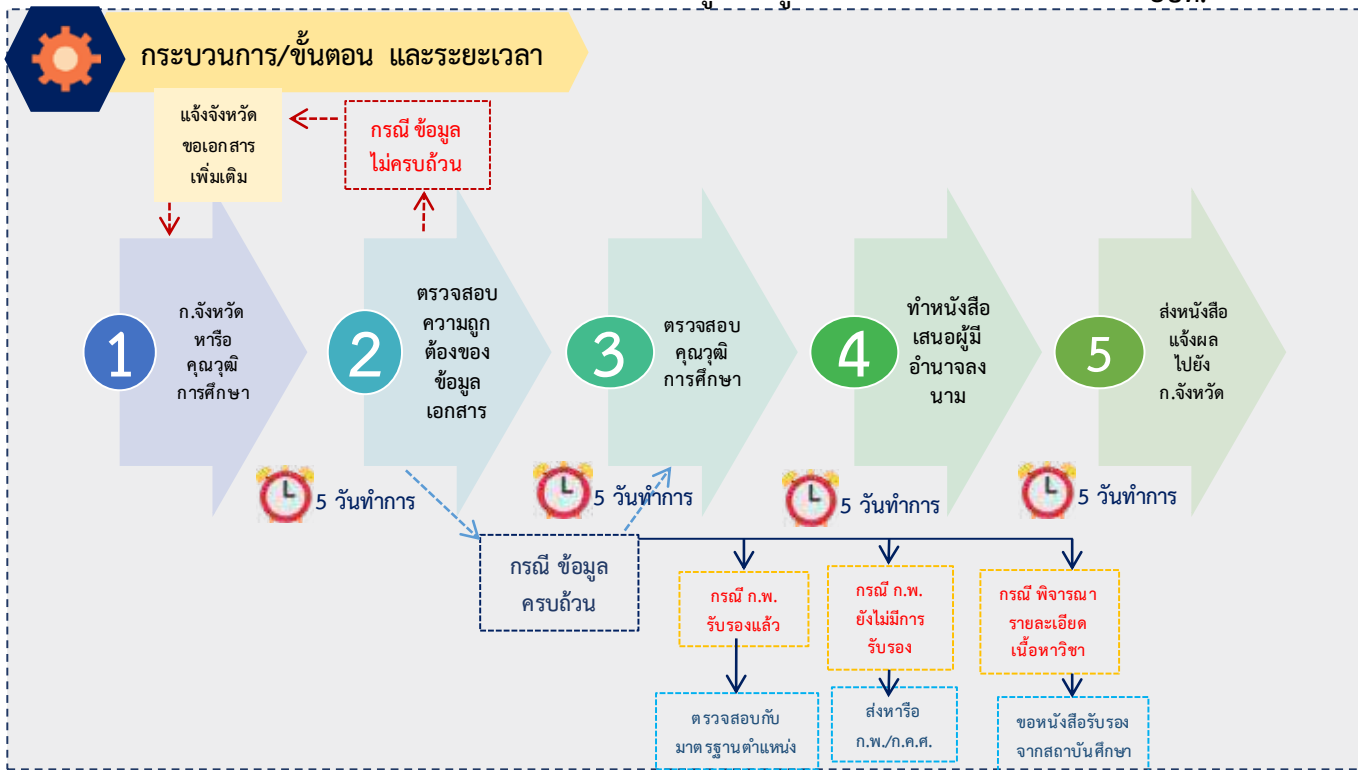 กระบวนการ/ขั้นตอน และระยะเวลา
แจ้งจังหวัด
ขอเอกสาร
เพิ่มเติม
กรณี ข้อมูล
ไม่ครบถ้วน
1
ก.จังหวัด
หารือ
คุณวุฒิ
การศึกษา
2
ตรวจสอบ
ความถูก
ต้องของ
ข้อมูล
เอกสาร
3
ตรวจสอบ
คุณวุฒิ
การศึกษา
4
ทำหนังสือ
เสนอผู้มี
อำนาจลง
นาม
5
ส่งหนังสือ
แจ้งผล
ไปยัง
ก.จังหวัด
5 วันทำการ
5 วันทำการ
5 วันทำการ
5 วันทำการ
กรณี ข้อมูล
ครบถ้วน
กรณี ก.พ.
รับรองแล้ว
กรณี ก.พ.
ยังไม่มีการ
รับรอง
กรณี พิจารณา
รายละเอียด
เนื้อหาวิชา
ตรวจสอบกับ
มาตรฐานตำแหน่ง
ส่งหารือ
ก.พ./ก.ค.ศ.
ขอหนังสือรับรอง
จากสถาบันศึกษา